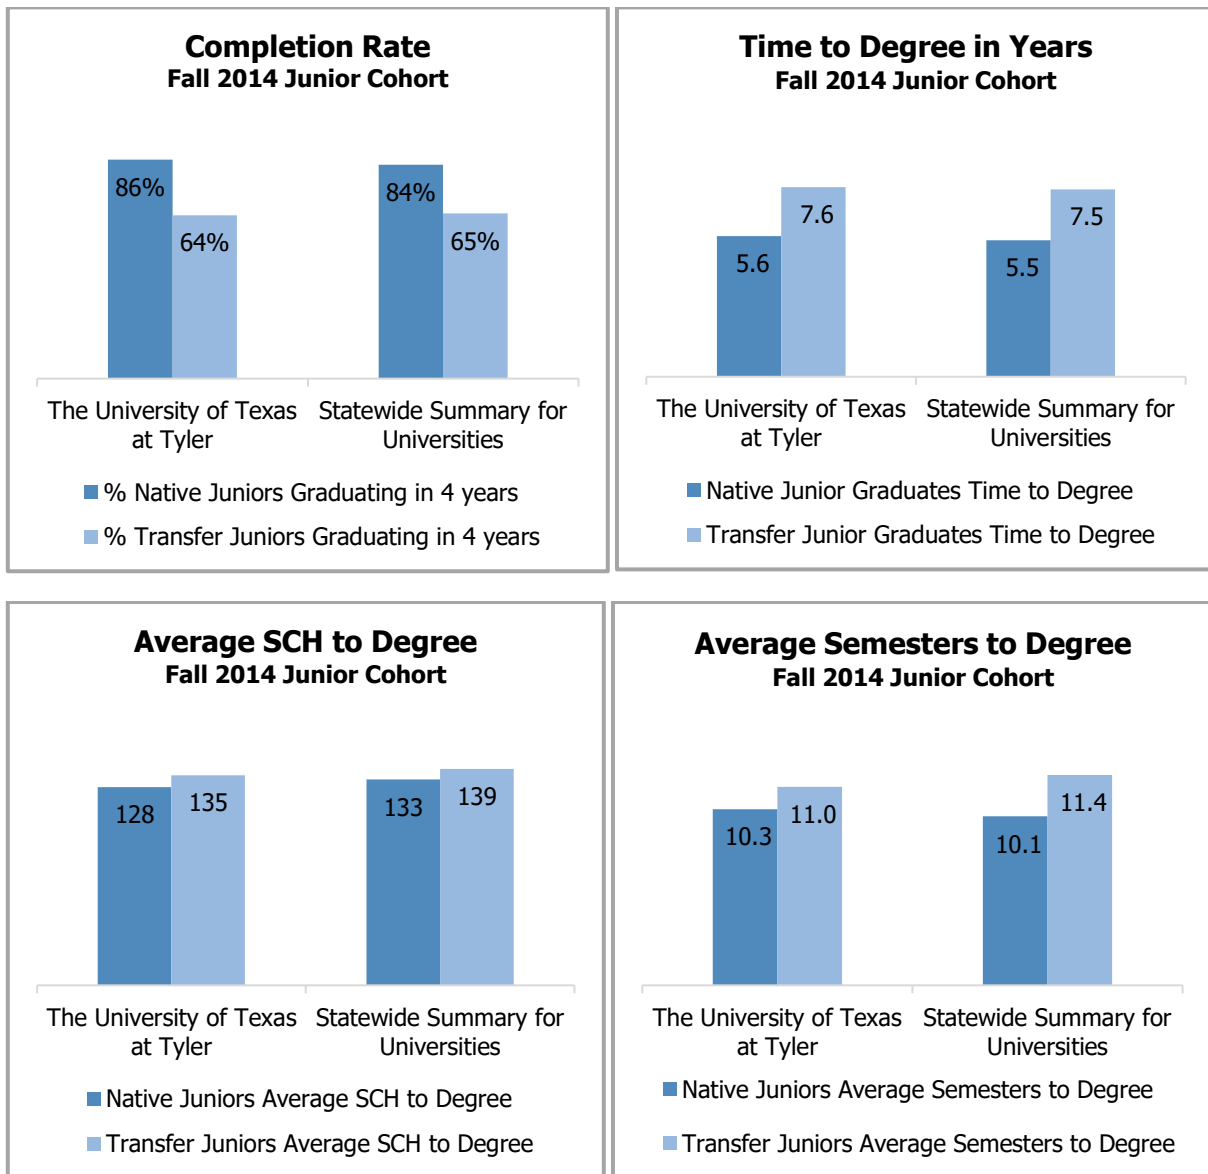 Completion Rate
Fall 2014 Junior Cohort
86%
64%
84%
65%
The University of Texas
at Tyler
Statewide Summary for
Universities
% Native Juniors Graduating in 4 years
% Transfer Juniors Graduating in 4 years
Time to Degree in Years
Fall 2014 Junior Cohort
5.6
7.6
5.5
7.5
The University of Texas
at Tyler
Statewide Summary for
Universities
Native Junior Graduates Time to Degree
Transfer Junior Graduates Time to Degree
Average SCH to Degree
Fall 2014 Junior Cohort
128
135
133
139
The University of Texas
at Tyler
Statewide Summary for
Universities
Native Juniors Average SCH to Degree
Transfer Juniors Average SCH to Degree
Average Semesters to Degree
Fall 2014 Junior Cohort
10.3
11.0
10.1
11.4
The University of Texas
at Tyler
Statewide Summary for
Universities
Native Juniors Average Semesters to Degree
Transfer Juniors Average Semesters to Degree